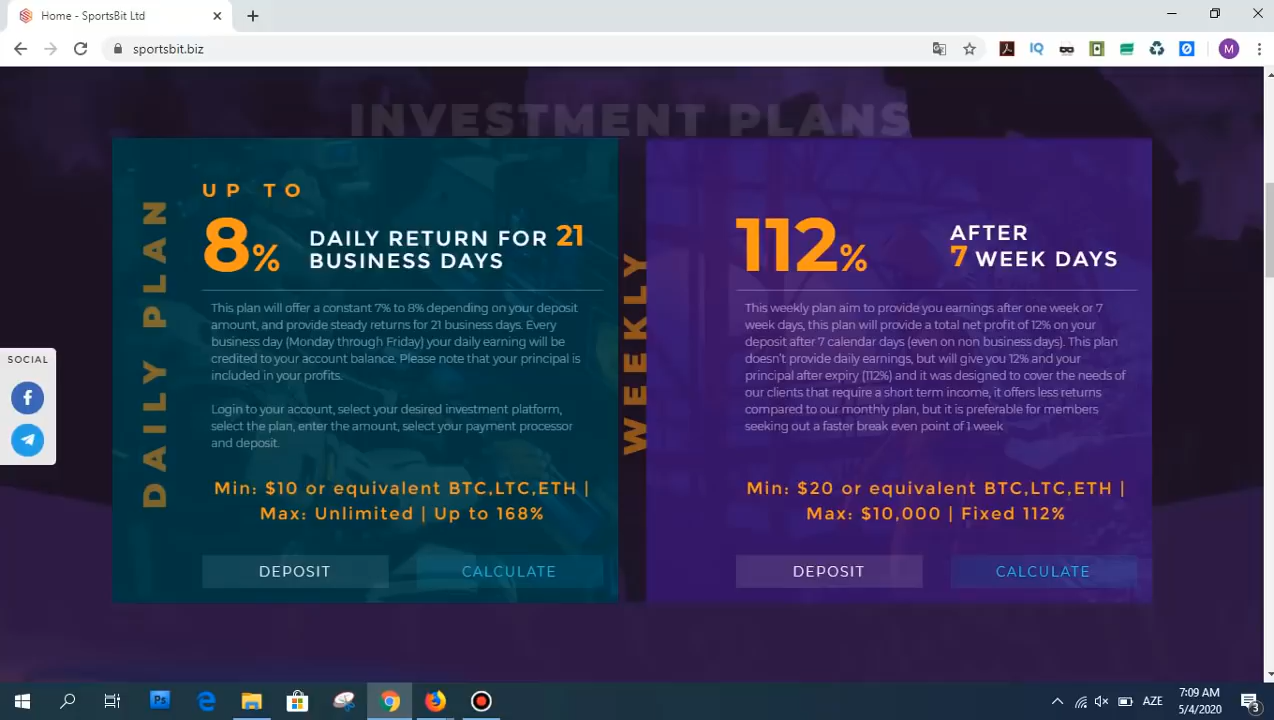 Home - SportsBit Ltd
sportsbit.biz
IQ
M
INVESTMENT PLANS
DAILY PLAN
UP TO
8% DAILY RETURN FOR 21
BUSINESS DAYS
This plan will offer a constant 7% to 8% depending on your deposit
amount, and provide steady returns for 21 business days. Every
business day (Monday through Friday) your daily earning will be
credited to your account balance. Please note that your principal is
included in your profits.
Login to your account, select your desired investment platform,
select the plan, enter the amount, select your payment processor
and deposit.
Min: $10 or equivalent BTC,LTC,ETH |
Max: Unlimited | Up to 168%
DEPOSIT
CALCULATE
WEEKLY
112% AFTER
7 WEEK DAYS
This weekly plan aim to provide you earnings after one week or 7
week days, this plan will provide a total net profit of 12% on your
deposit after 7 calendar days (even on non business days). This plan
doesn't provide daily earnings, but will give you 12% and your
principal after expiry (112%) and it was designed to cover the needs of
our clients that require a short term income, it offers less returns
compared to our monthly plan, but it is preferable for members
seeking out a faster break even point of 1 week
Min: $20 or equivalent BTC,LTC,ETH |
Max: $10,000 | Fixed 112%
DEPOSIT
CALCULATE
SOCIAL
Ps
AZE
7:09 AM
5/4/2020
3